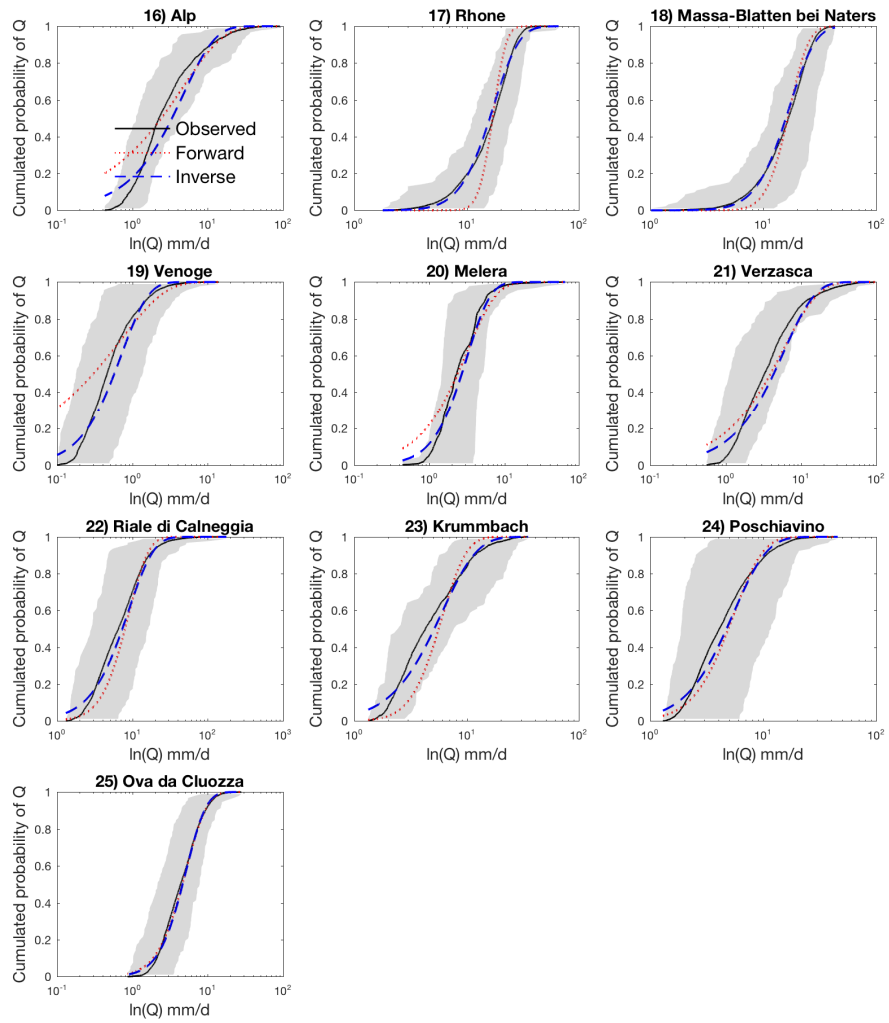 16) Alp
Cumulated probability of Q
1
0.8
0.6
0.4
0.2
0
Observed
Forward
Inverse
10^-1 10^0 10^1 10^2
ln(Q) mm/d
17) Rhone
Cumulated probability of Q
1
0.8
0.6
0.4
0.2
0
10^0 10^1 10^2
ln(Q) mm/d
18) Massa-Blatten bei Naters
Cumulated probability of Q
1
0.8
0.6
0.4
0.2
0
10^0 10^1 10^2
ln(Q) mm/d
19) Venoge
Cumulated probability of Q
1
0.8
0.6
0.4
0.2
0
10^-1 10^0 10^1 10^2
ln(Q) mm/d
20) Melera
Cumulated probability of Q
1
0.8
0.6
0.4
0.2
0
10^-1 10^0 10^1 10^2
ln(Q) mm/d
21) Verzasca
Cumulated probability of Q
1
0.8
0.6
0.4
0.2
0
10^-1 10^0 10^1 10^2
ln(Q) mm/d
22) Riale di Calneggia
Cumulated probability of Q
1
0.8
0.6
0.4
0.2
0
10^0 10^1 10^2 10^3
ln(Q) mm/d
23) Krummbach
Cumulated probability of Q
1
0.8
0.6
0.4
0.2
0
10^0 10^1 10^2
ln(Q) mm/d
24) Poschiavino
Cumulated probability of Q
1
0.8
0.6
0.4
0.2
0
10^0 10^1 10^2
ln(Q) mm/d
25) Ova da Cluozza
Cumulated probability of Q
1
0.8
0.6
0.4
0.2
0
10^-1 10^0 10^1 10^2
ln(Q) mm/d